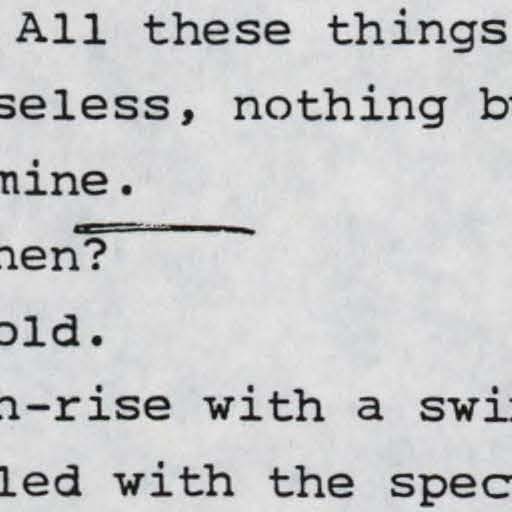 All these things
seless, nothing b
mine.
hen?
old.
n-rise with a swi
led with the spec